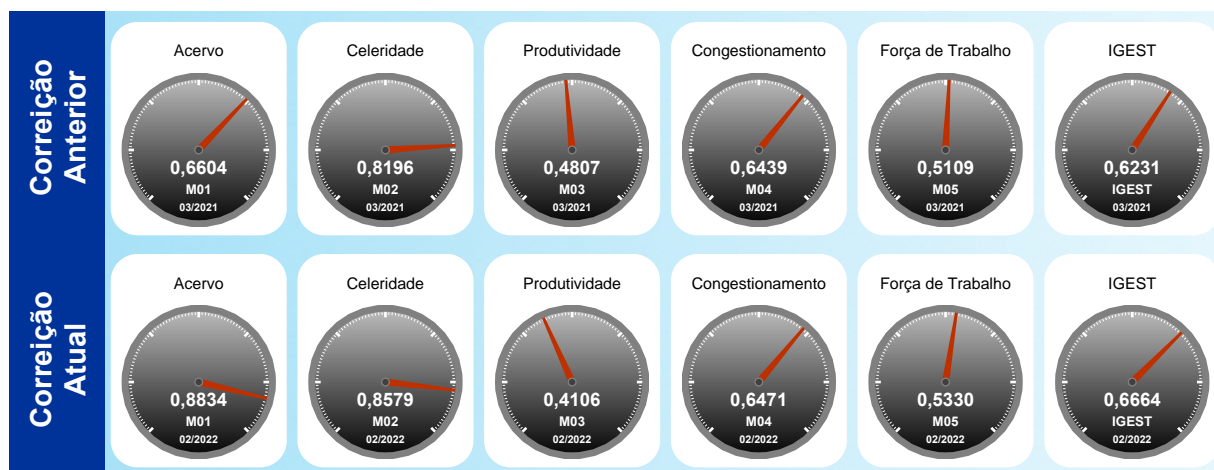 Correição
Anterior
Acervo
0,6604
M01
03/2021
Celeridade
0,8196
M02
03/2021
Produtividade
0,4807
M03
03/2021
Congestionamento
0,6439
M04
03/2021
Força de Trabalho
0,5109
M05
03/2021
IGEST
0,6231
IGEST
03/2021
Correição
Atual
Acervo
0,8834
M01
02/2022
Celeridade
0,8579
M02
02/2022
Produtividade
0,4106
M03
02/2022
Congestionamento
0,6471
M04
02/2022
Força de Trabalho
0,5330
M05
02/2022
IGEST
0,6664
IGEST
02/2022